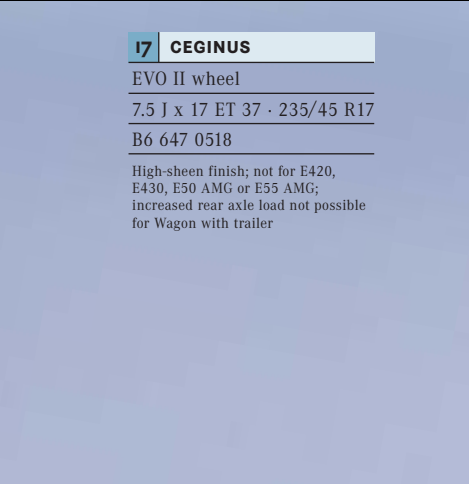 17 CEGINUS
EVO II wheel
7.5 J x 17 ET 37 · 235/45 R17
B6 647 0518
High-sheen finish; not for E420,
E430, E50 AMG or E55 AMG;
increased rear axle load not possible
for Wagon with trailer